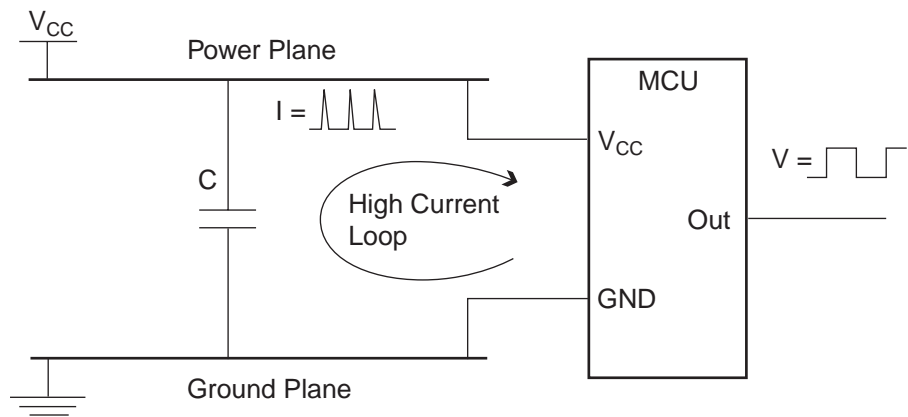 VCC
Power Plane
MCU
I =
VCC
V =
C
High Current
Loop
Out
GND
Ground Plane